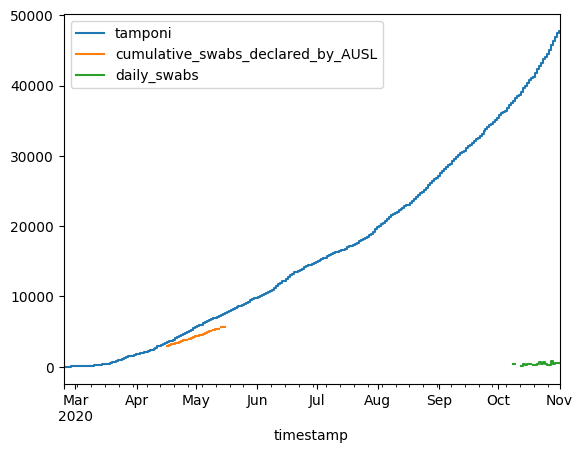 50000
40000
30000
20000
10000
0
tamponi
cumulative_swabs_declared_by_AUSL
daily_swabs
Mar Apr May Jun Jul Aug Sep Oct Nov
2020
timestamp